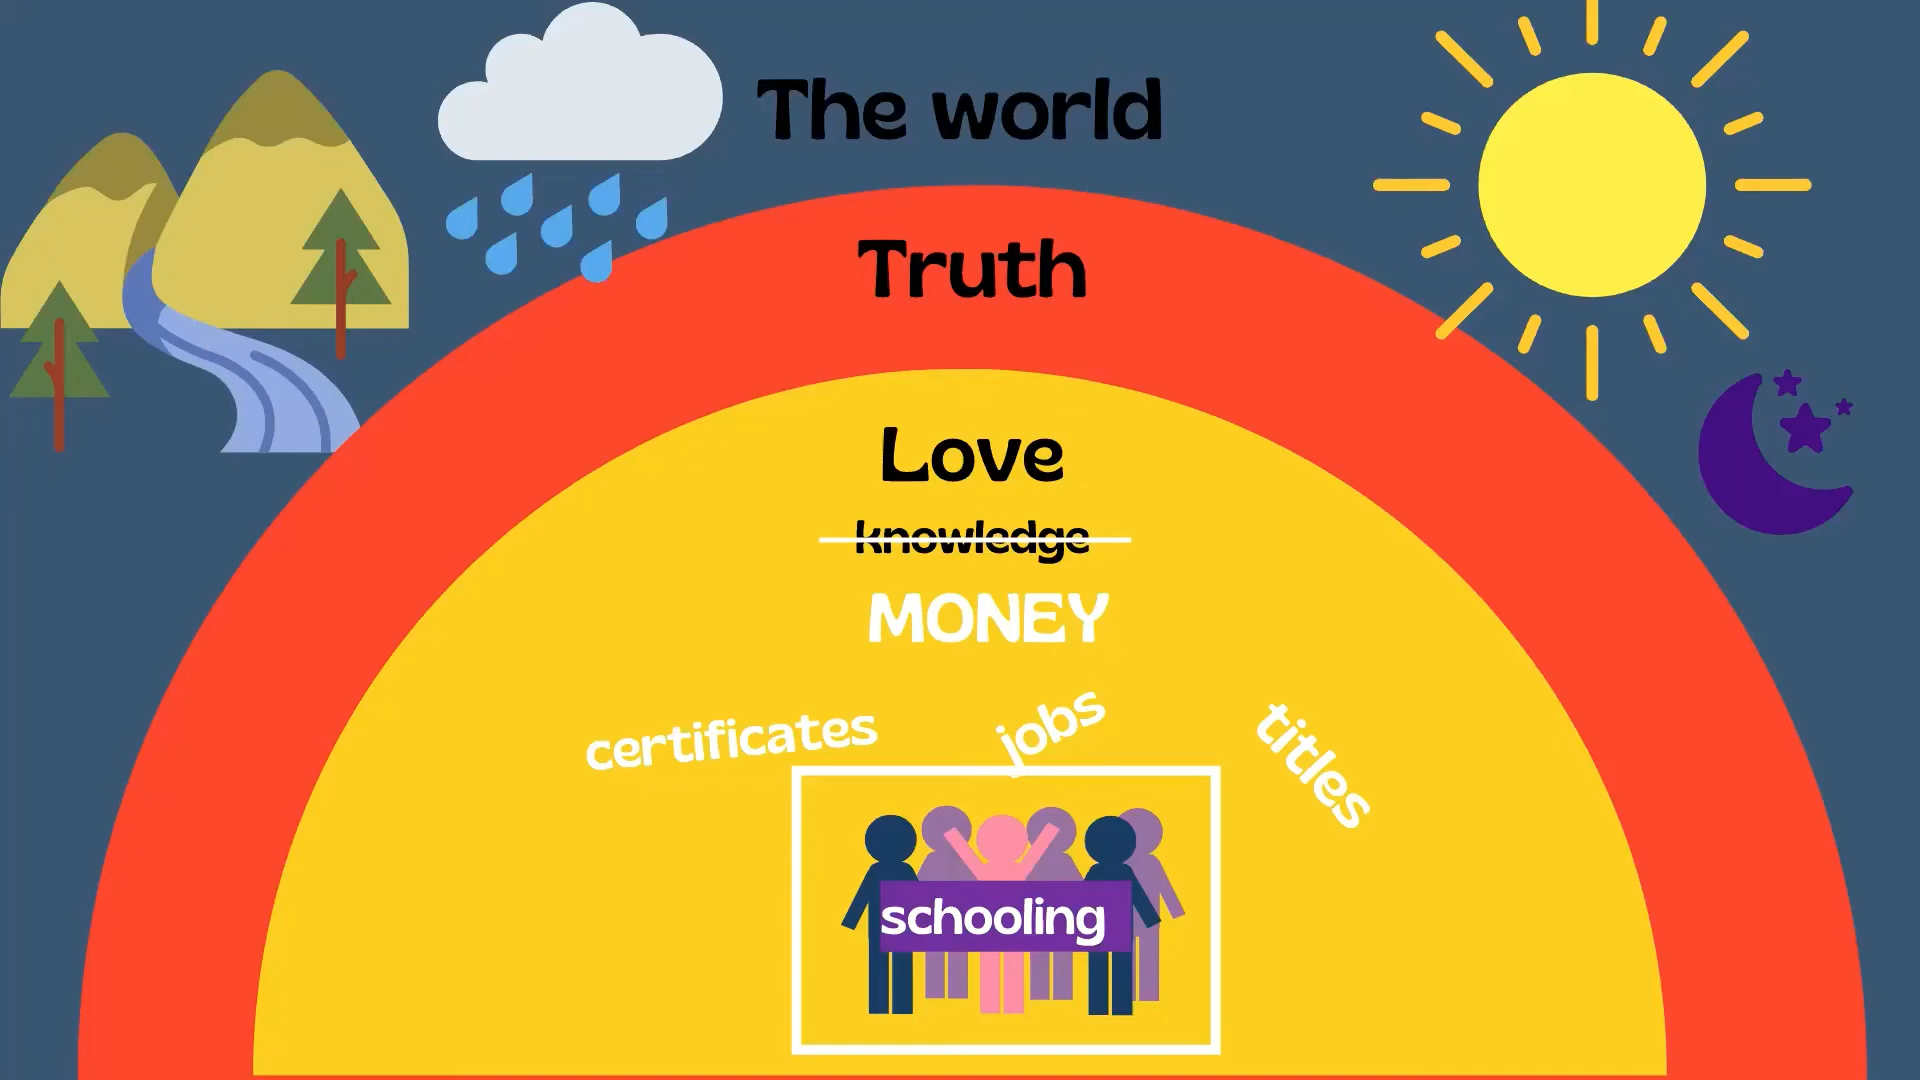 The world
Truth
Love
knowledge
MONEY
certificates
jobs
titles
schooling